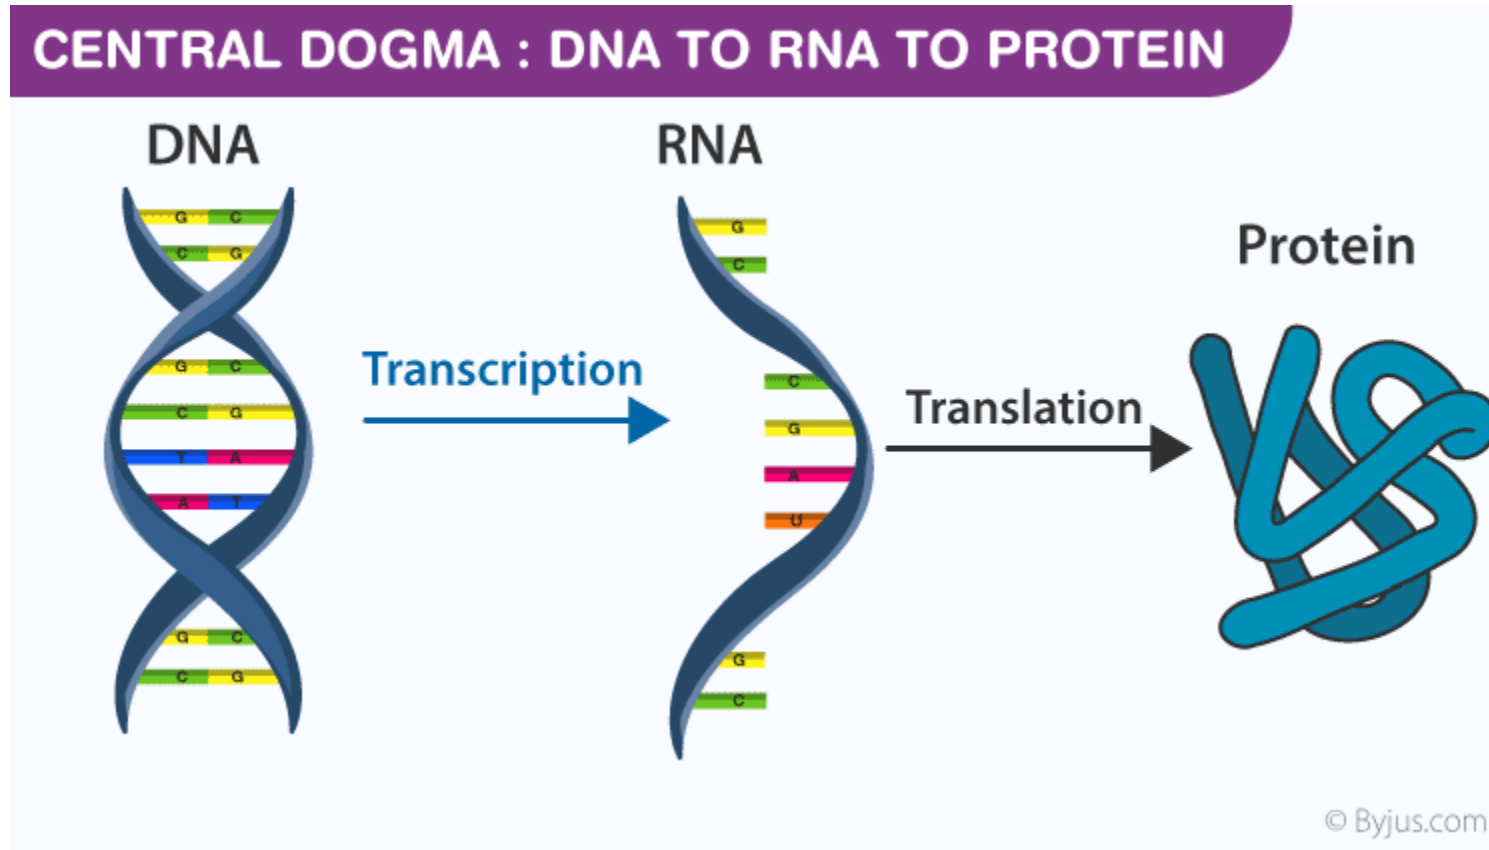 CENTRAL DOGMA : DNA TO RNA TO PROTEIN
DNA
G C
C G
G C
C G
T A
A T
G C
C G
Transcription
RNA
G
C
C
G
A
U
G
C
Translation
Protein
© Byjus.com